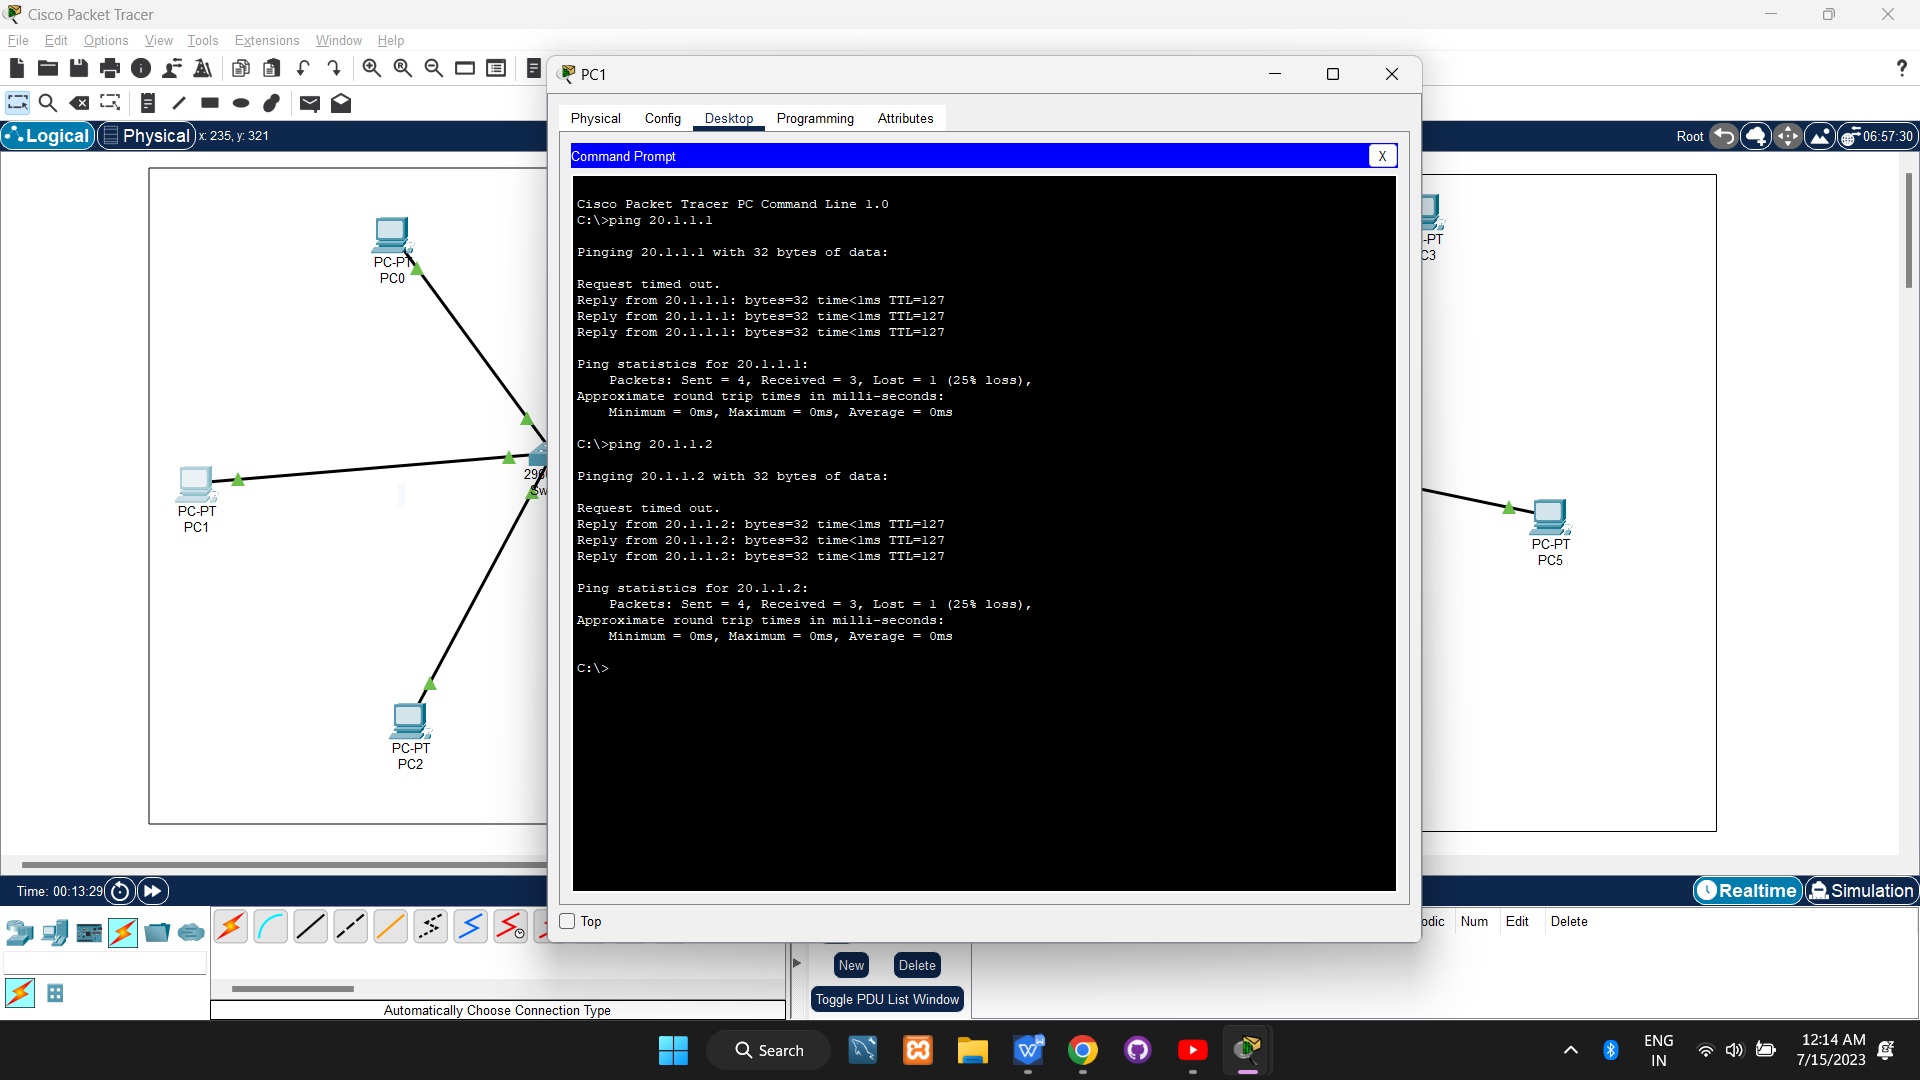 Cisco Packet Tracer
File Edit Options View Tools Extensions Window Help
?
Logical Physical x: 235, y: 321
Root 06:57:30
PC1
Physical Config Desktop Programming Attributes
Command Prompt
X
Cisco Packet Tracer PC Command Line 1.0
C:\>ping 20.1.1.1
Pinging 20.1.1.1 with 32 bytes of data:
Request timed out.
Reply from 20.1.1.1: bytes=32 time<1ms TTL=127
Reply from 20.1.1.1: bytes=32 time<1ms TTL=127
Reply from 20.1.1.1: bytes=32 time<1ms TTL=127
Ping statistics for 20.1.1.1:
Packets: Sent = 4, Received = 3, Lost = 1 (25% loss),
Approximate round trip times in milli-seconds:
Minimum = 0ms, Maximum = 0ms, Average = 0ms
C:\>ping 20.1.1.2
Pinging 20.1.1.2 with 32 bytes of data:
Request timed out.
Reply from 20.1.1.2: bytes=32 time<1ms TTL=127
Reply from 20.1.1.2: bytes=32 time<1ms TTL=127
Reply from 20.1.1.2: bytes=32 time<1ms TTL=127
Ping statistics for 20.1.1.2:
Packets: Sent = 4, Received = 3, Lost = 1 (25% loss),
Approximate round trip times in milli-seconds:
Minimum = 0ms, Maximum = 0ms, Average = 0ms
C:\>
Top
PC-PT
PC0
PC-PT
PC1
PC-PT
PC2
296
Sw
-PT
C3
PC-PT
PC5
Time: 00:13:29
Realtime Simulation
odic Num Edit Delete
New Delete
Toggle PDU List Window
Automatically Choose Connection Type
Search
ENG
IN
12:14 AM
7/15/2023